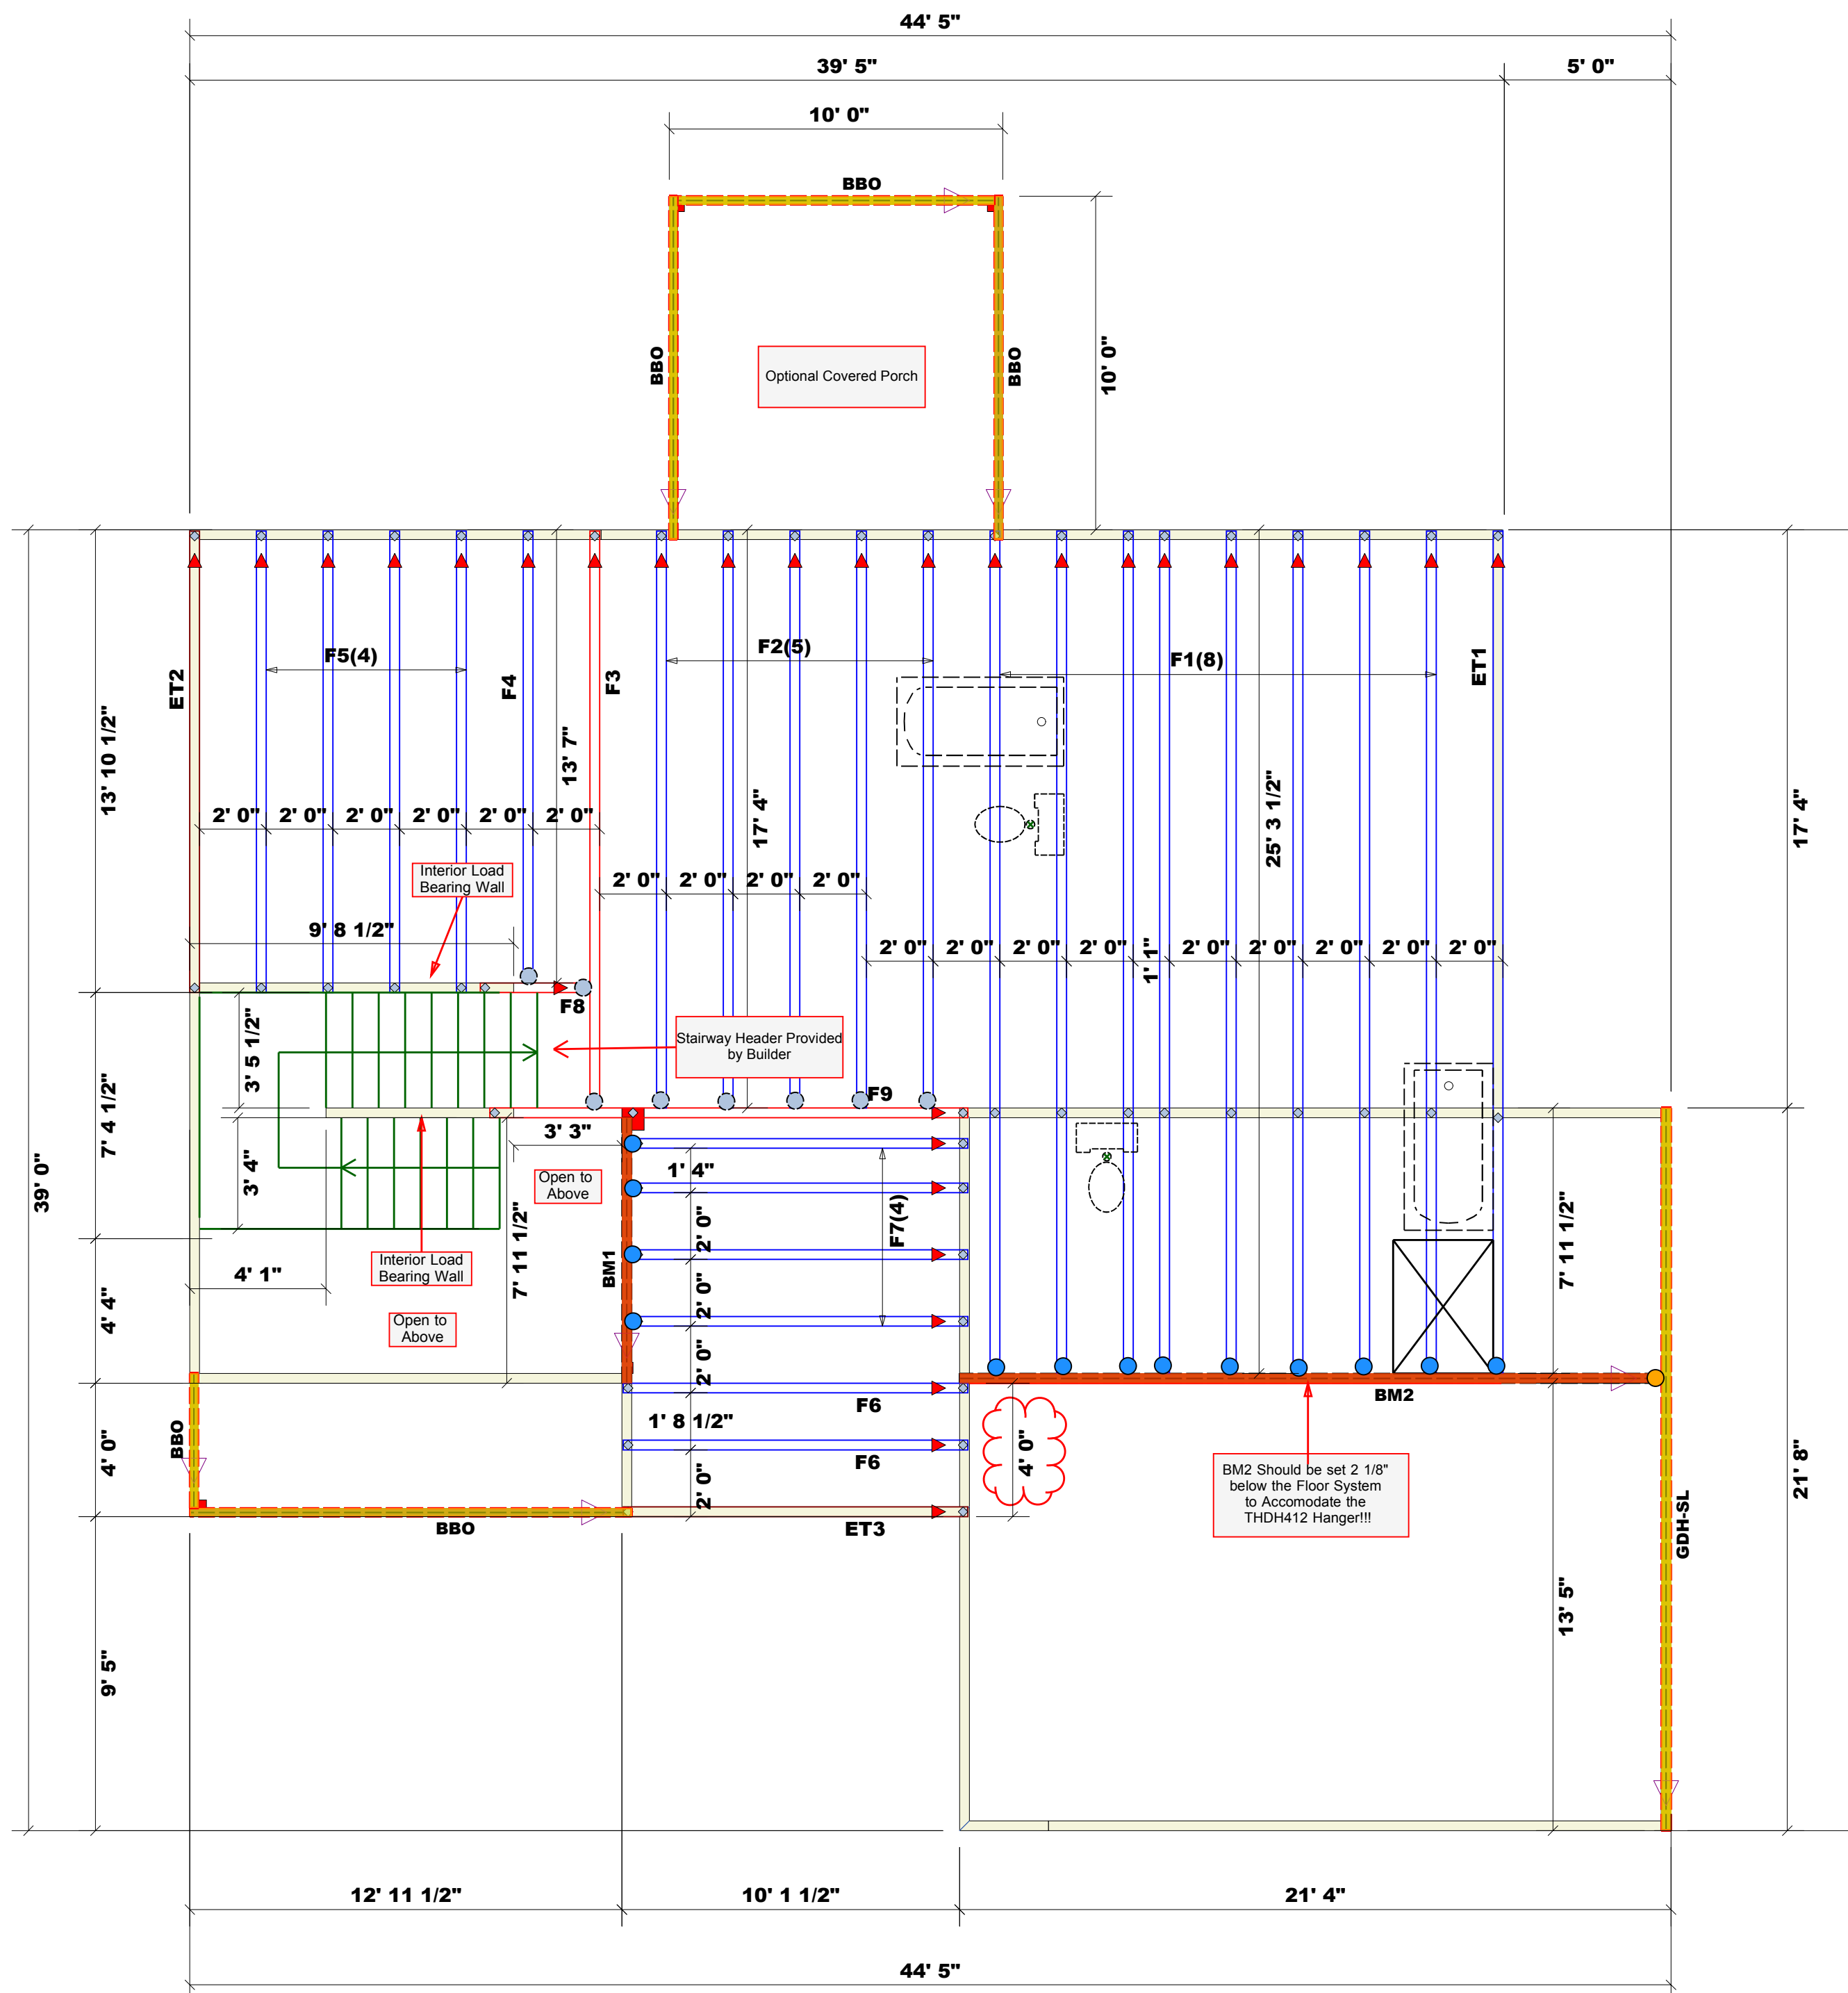 44' 5"
39' 5"
5' 0"
10' 0"
BBO
BBO
Optional Covered Porch
BBO
10' 0"
ET2
F5(4)
F4
F3
F2(5)
F1(8)
ET1
13' 10 1/2"
13' 7"
17' 4"
25' 3 1/2"
17' 4"
2' 0" 2' 0" 2' 0" 2' 0" 2' 0" 2' 0"
Interior Load
Bearing Wall
2' 0" 2' 0" 2' 0" 2' 0"
9' 8 1/2"
2' 0" 2' 0" 2' 0" 2' 0" 1' 1" 2' 0" 2' 0" 2' 0" 2' 0" 2' 0"
F8
3' 5 1/2"
Stairway Header Provided
by Builder
F9
7' 4 1/2"
39' 0"
3' 4"
3' 3"
Open to
Above
1' 4"
2' 0"
F7(4)
7' 11 1/2"
7' 11 1/2"
BM1
Interior Load
Bearing Wall
4' 1"
4' 4"
Open to
Above
2' 0"
2' 0"
BM2
F6
1' 8 1/2"
BBO
4' 0"
F6
4' 0"
2' 0"
BM2 Should be set 2 1/8"
below the Floor System
to Accomodate the
THDH412 Hanger!!!
21' 8"
GDH-SL
BBO
ET3
13' 5"
9' 5"
12' 11 1/2"
10' 1 1/2"
21' 4"
44' 5"